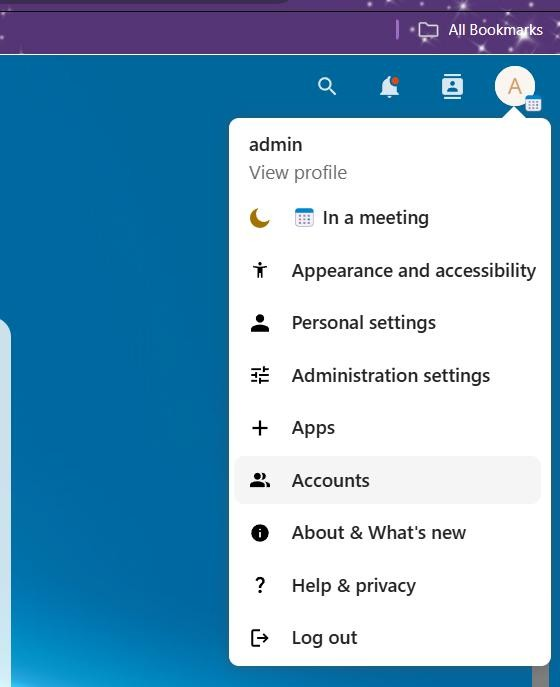 All Bookmarks
A
admin
View profile
In a meeting
Appearance and accessibility
Personal settings
Administration settings
Apps
Accounts
About & What's new
Help & privacy
Log out